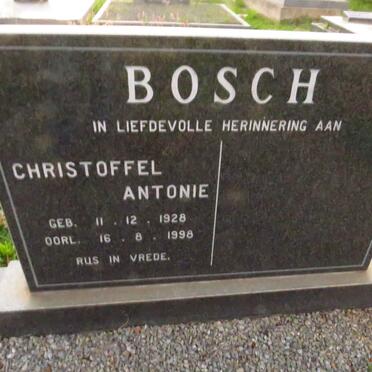 BOSCH
IN LIEFDEVOLLE HERINNERING AAN
CHRISTOFFEL
ANTONIE
GEB. 11 . 12 . 1928
OORL. 16 . 8 . 1998
RUS IN VREDE.